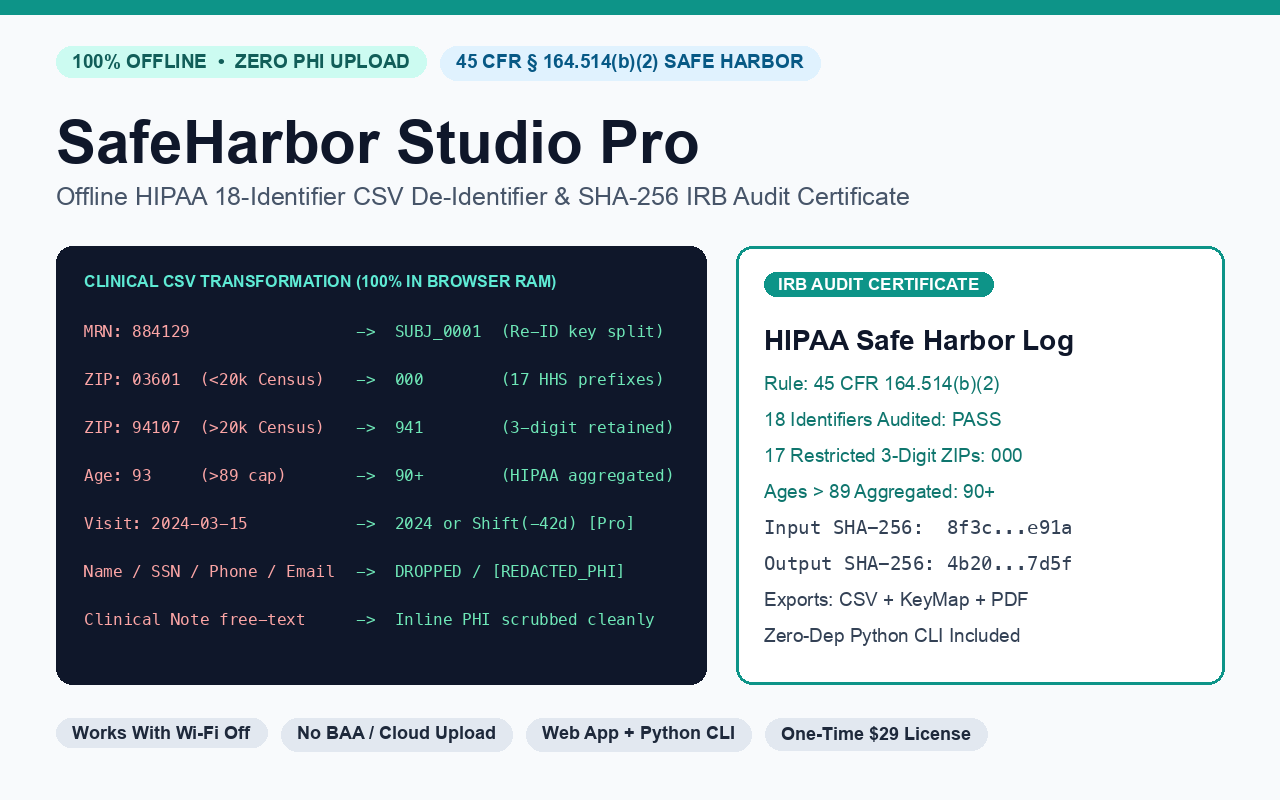 100% OFFLINE • ZERO PHI UPLOAD
45 CFR § 164.514(b)(2) SAFE HARBOR
SafeHarbor Studio Pro
Offline HIPAA 18-Identifier CSV De-Identifier & SHA-256 IRB Audit Certificate
CLINICAL CSV TRANSFORMATION (100% IN BROWSER RAM)
MRN: 884129 —> SUBJ_0001 (Re—ID key split)
ZIP: 03601 (<20k Census) —> 000 (17 HHS prefixes)
ZIP: 94107 (>20k Census) —> 941 (3—digit retained)
Age: 93 (>89 cap) —> 90+ (HIPAA aggregated)
Visit: 2024—03—15 —> 2024 or Shift(—42d) [Pro]
Name / SSN / Phone / Email —> DROPPED / [REDACTED_PHI]
Clinical Note free—text —> Inline PHI scrubbed cleanly
IRB AUDIT CERTIFICATE
HIPAA Safe Harbor Log
Rule: 45 CFR 164.514(b)(2)
18 Identifiers Audited: PASS
17 Restricted 3-Digit ZIPs: 000
Ages > 89 Aggregated: 90+
Input SHA—256: 8f3c...e91a
Output SHA—256: 4b20...7d5f
Exports: CSV + KeyMap + PDF
Zero-Dep Python CLI Included
Works With Wi-Fi Off
No BAA / Cloud Upload
Web App + Python CLI
One-Time $29 License